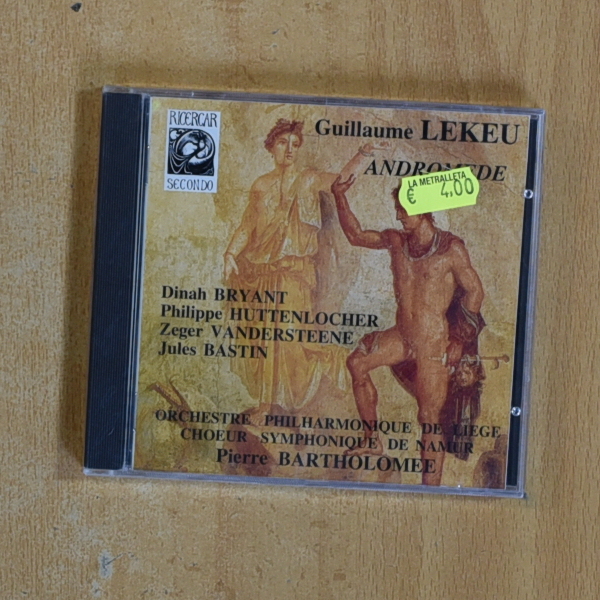 RICERCAR
SECONDO
Guillaume LEKEU
ANDROMEDE
LA METRALLETA
€ 4,00
Dinah BRYANT
Philippe HUTTENLOCHER
Zeger VANDERSTEENE
Jules BASTIN
ORCHESTRE PHILHARMONIQUE DE LIEGE
CHOEUR SYMPHONIQUE DE NAMUR
Pierre BARTHOLOMEE